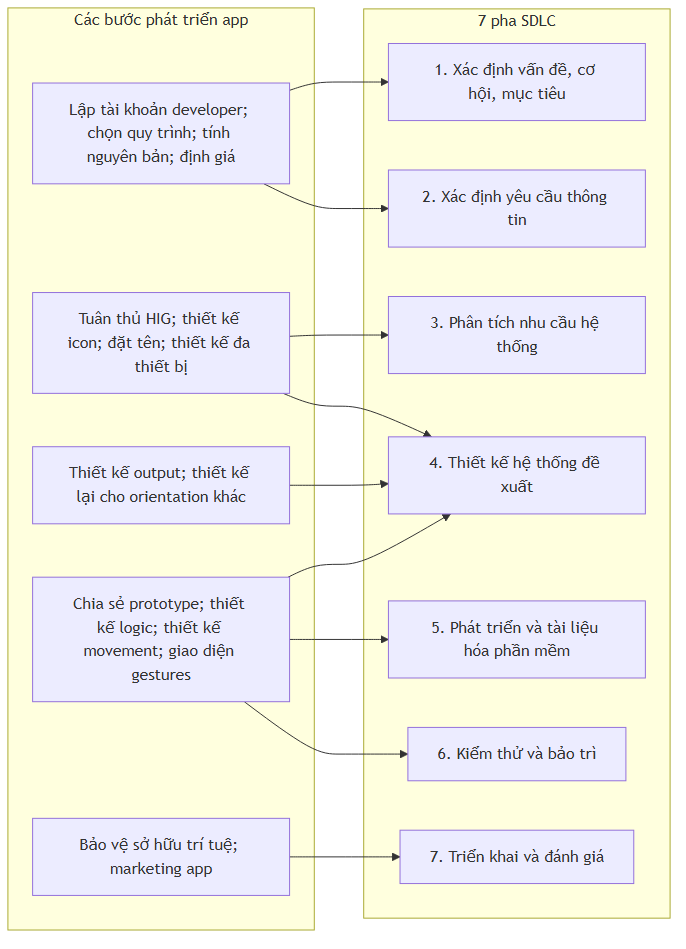 Các bước phát triển app
Lập tài khoản developer;
chọn quy trình; tính
nguyên bản; định giá
Tuân thủ HIG; thiết kế
icon; đặt tên; thiết kế đa
thiết bị
Thiết kế output; thiết kế
lại cho orientation khác
Chia sẻ prototype; thiết
kế logic; thiết kế
movement; giao diện
gestures
Bảo vệ sở hữu trí tuệ;
marketing app
7 pha SDLC
1. Xác định vấn đề, cơ
hội, mục tiêu
2. Xác định yêu cầu thông
tin
3. Phân tích nhu cầu hệ
thống
4. Thiết kế hệ thống đề
xuất
5. Phát triển và tài liệu
hóa phần mềm
6. Kiểm thử và bảo trì
7. Triển khai và đánh giá